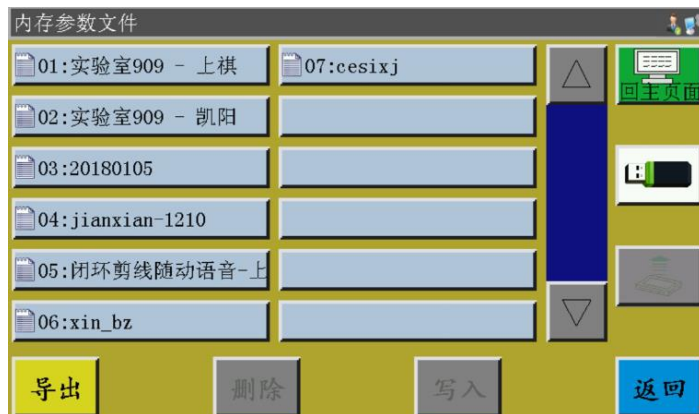 内存参数文件
01:实验室909 - 上祺
02:实验室909 - 凯阳
03:20180105
04:jianxian-1210
05:闭环剪线随动语音-上
06:xin_bz
07:cesixj
回主页面
导出
删除
写入
返回